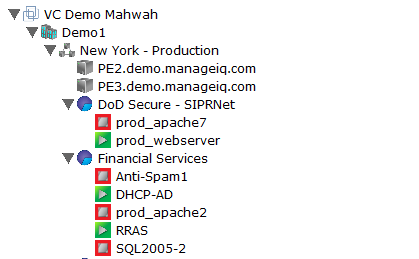 VC Demo Mahwah
Demo1
New York - Production
PE2.demo.manageiq.com
PE3.demo.manageiq.com
DoD Secure - SIPRNet
prod_apache7
prod_webserver
Financial Services
Anti-Spam1
DHCP-AD
prod_apache2
RRAS
SQL2005-2